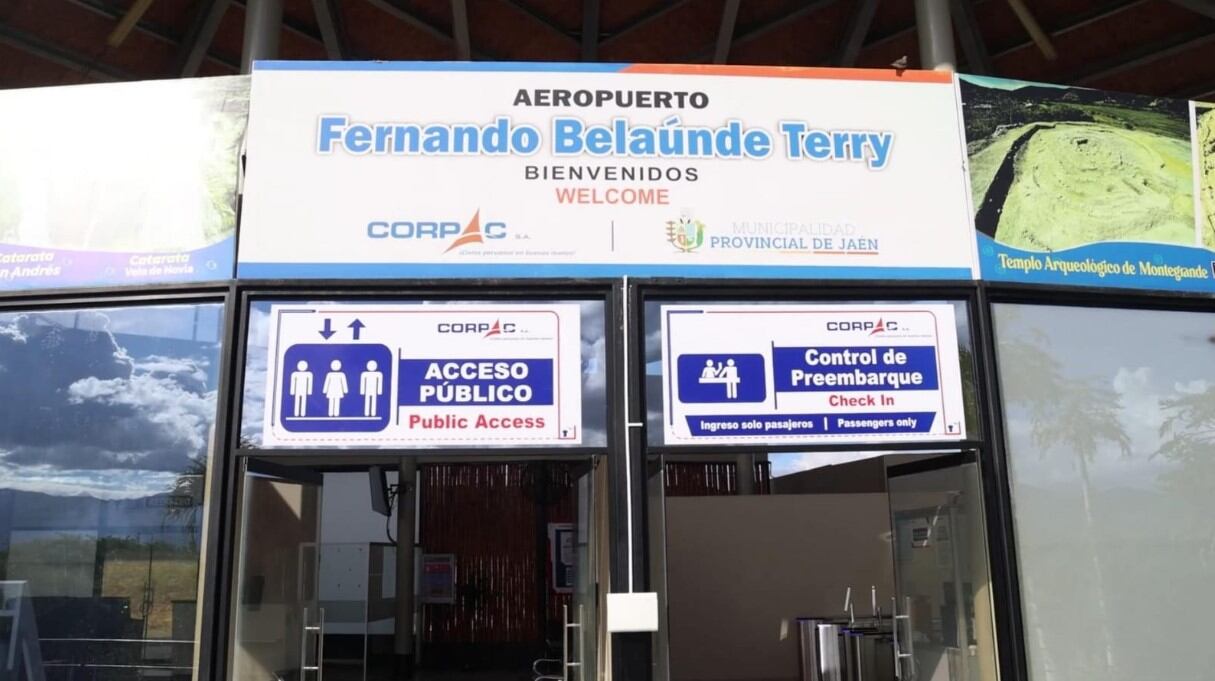 AEROPUERTO
Fernando Belaúnde Terry
BIENVENIDOS
WELCOME
CORPAC S.A.
MUNICIPALIDAD
PROVINCIAL DE JAÉN
Catarata
Andrés
Catarata
Velo de Novia
Templo Arqueológico de Montegrande
CORPAC
ACCESO
PÚBLICO
Public Access
CORPAC
Control de
Preembarque
Check In
Ingreso solo pasajeros | Passengers only